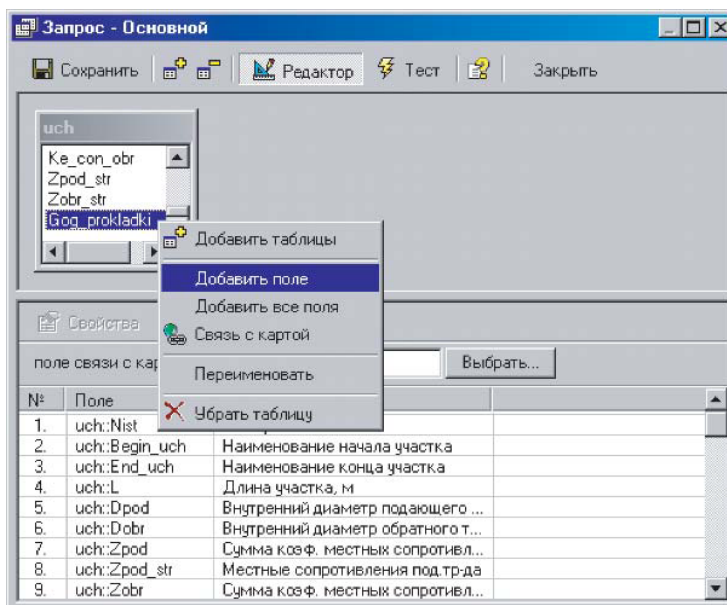 Запрос - Основной
Сохранить Редактор Тест Закрыть
uch
Ke_con_obr
Zpod_str
Zobr_str
Gog_prokladki
Добавить таблицы
Добавить поле
Добавить все поля
Связь с картой
Переименовать
Убрать таблицу
Свойства
поле связи с кар Выбрать...
№ Поле
1. uch::Nist
2. uch::Begin_uch Наименование начала участка
3. uch::End_uch Наименование конца участка
4. uch::L Длина участка, м
5. uch::Dpod Внутренний диаметр подающего ...
6. uch::Dobr Внутренний диаметр обратного т...
7. uch::Zpod Сумма коэф. местных сопротивл...
8. uch::Zpod_str Местные сопротивления под.тр-да
9. uch::Zobr Сумма коэф. местных сопротивл...